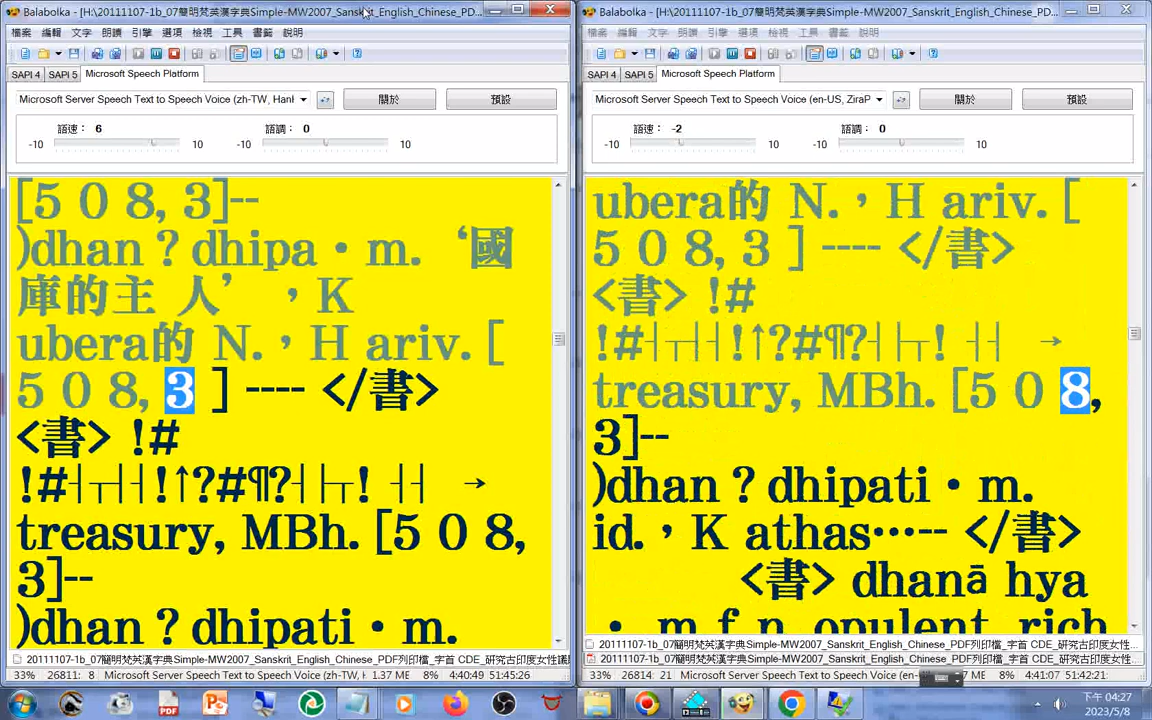 Balabolka - [H:\20111107-1b_07簡明梵英漢字典Simple-MW2007_Sanskrit_English_Chinese_PD...
檔案 編輯 文字 朗讀 引擎 選項 檢視 工具 書籤 說明
SAPI 4 SAPI 5 Microsoft Speech Platform
Microsoft Server Speech Text to Speech Voice (zh-TW, Hanl
關於 預設
語速： 6 語調： 0
-10 10 -10 10
[5 0 8, 3]--
)dhan ? dhipa · m. ‘國
庫的主 人’ ，K
ubera的 N.，H ariv. [
5 0 8, 3 ] ---- </書>
<書> !#
!#┤┬┤┤!↑?#¶?┤├┬! ┤┤ →
treasury, MBh. [5 0 8,
3]--
)dhan ? dhipati · m.
20111107-1b_07簡明梵英漢字典Simple-MW2007_Sanskrit_English_Chinese_PDF列印檔_字首 CDE_研究古印度女性議
33% 26811: 8 Microsoft Server Speech Text to Speech Voice (zh-TW, H 1.37 MB 8% 4:40:49 51:45:26
Balabolka - [H:\20111107-1b_07簡明梵英漢字典Simple-MW2007_Sanskrit_English_Chinese_PD...
檔案 編輯 文字 朗讀 引擎 選項 檢視 工具 書籤 說明
SAPI 4 SAPI 5 Microsoft Speech Platform
Microsoft Server Speech Text to Speech Voice (en-US, ZiraP
關於 預設
語速： -2 語調： 0
-10 10 -10 10
ubera的 N.，H ariv. [
5 0 8, 3 ] ---- </書>
<書> !#
!#┤┬┤┤!↑?#¶?┤├┬! ┤┤ →
treasury, MBh. [5 0 8,
3]--
)dhan ? dhipati · m.
id.，K athas…-- </書>
<書> dhanā hya
· m f n opulent rich
20111107-1b_07簡明梵英漢字典Simple-MW2007_Sanskrit_English_Chinese_PDF列印檔_字首 CDE_研究古印度女性...
20111107-1b_07簡明梵英漢字典Simple-MW2007_Sanskrit_English_Chinese_PDF列印檔_字首 CDE_研究古印度女性...
33% 26814: 21 Microsoft Server Speech Text to Speech Voice (en-US 8% 4:41:07 51:42:21
下午 04:27
2023/5/8